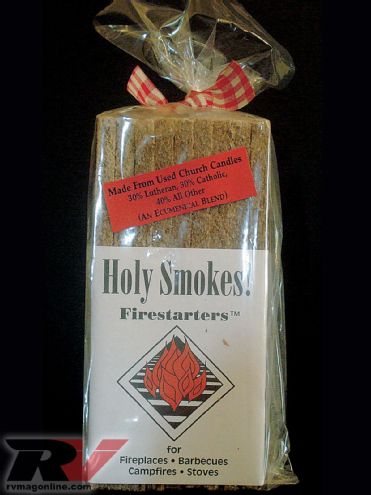 Made From Used Church Candles
30% Lutheran, 30% Catholic,
40% All Other
(AN ECUMENICAL BLEND)
Holy Smokes!
Firestarters™
for
Fireplaces • Barbecues
Campfires • Stoves
RV
rvmagonline.com